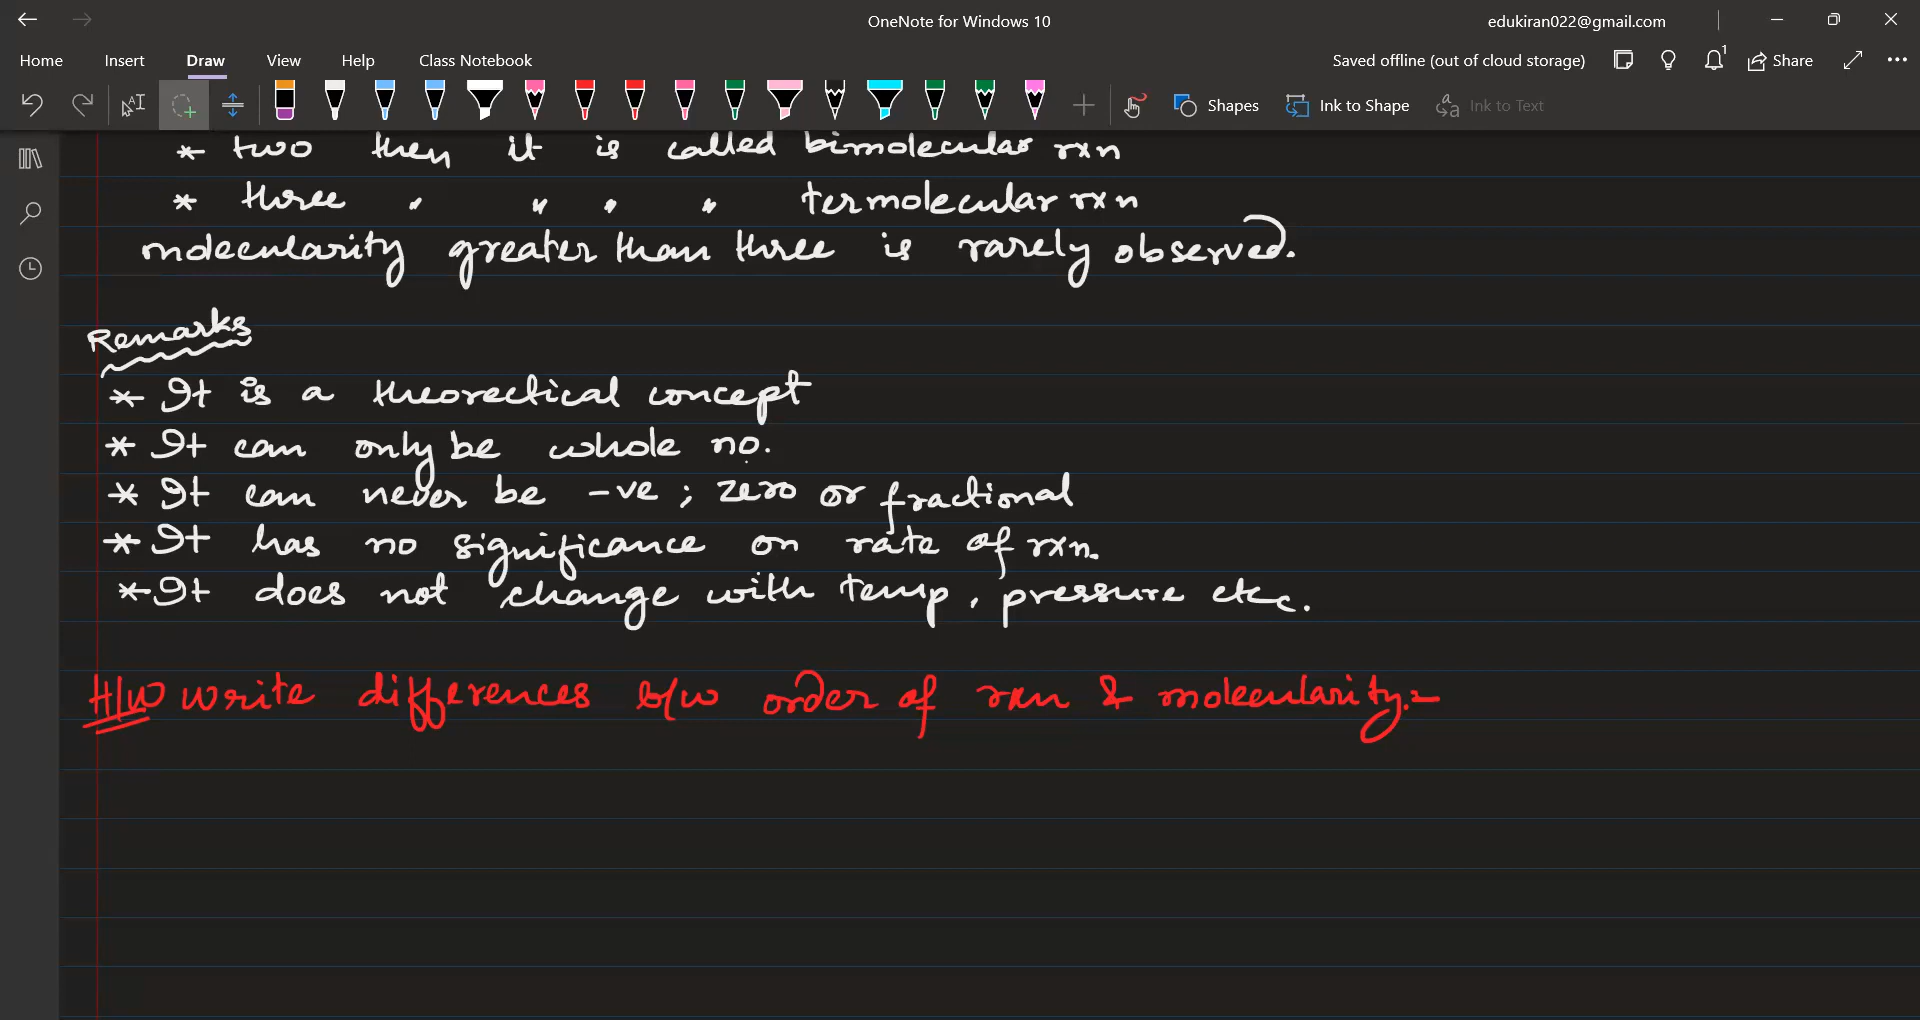 OneNote for Windows 10
edukiran022@gmail.com
Home Insert Draw View Help Class Notebook
Saved offline (out of cloud storage)
1
Share
Shapes
Ink to Shape
Ink to Text
* two then it is called bimolecular rxn
* three " " " " termolecular rxn
molecularity greater than three is rarely observed.
Remarks
* It is a theorectical concept
* It can only be whole no.
* It can never be -ve ; zero or fractional
* It has no significance on rate of rxn.
* It does not change with temp, pressure etc.
H/W write differences b/w order of rxn & molecularity:-